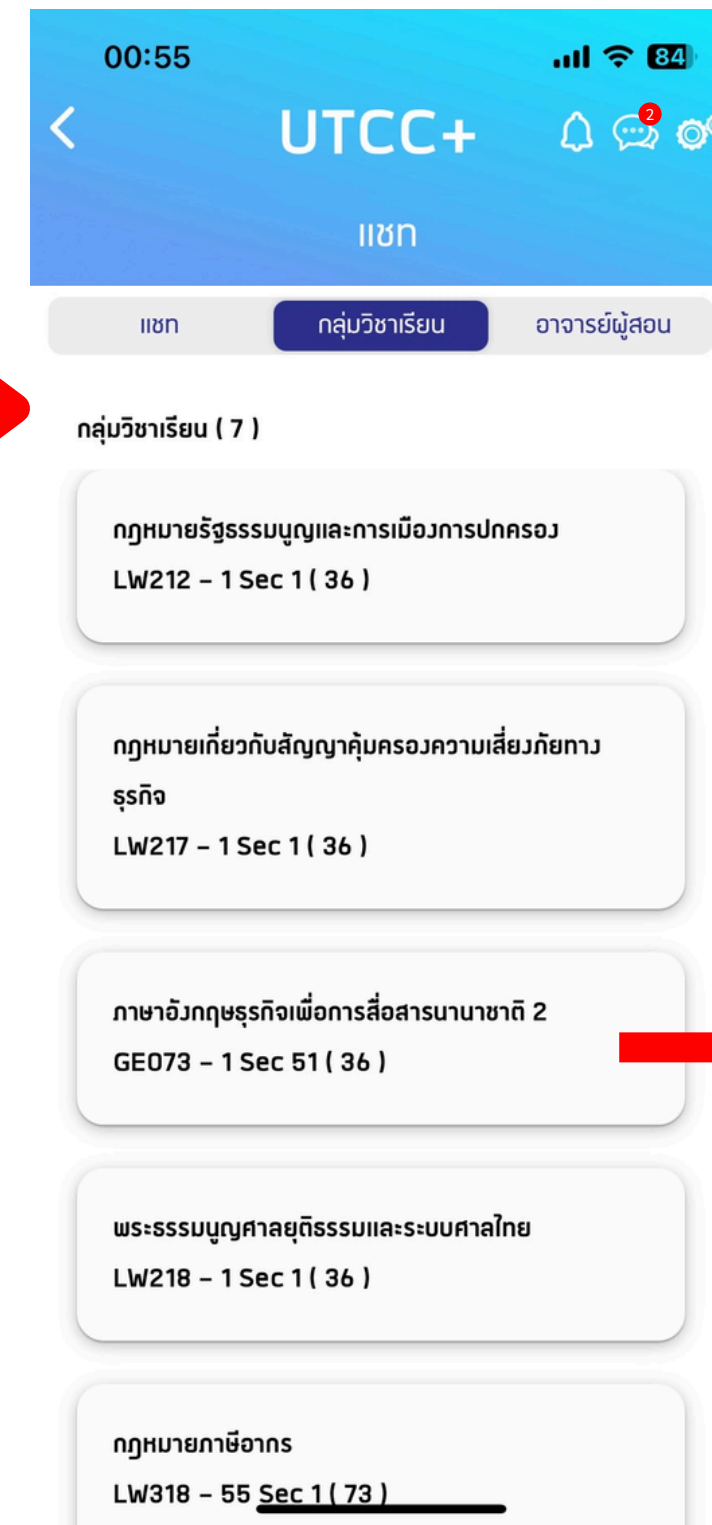 00:55
84
UTCC+
2
แชท
แชท
กลุ่มวิชาเรียน
อาจารย์ผู้สอน
กลุ่มวิชาเรียน ( 7 )
กฎหมายรัฐธรรมนูญและการเมืองการปกครอง
LW212 – 1 Sec 1 ( 36 )
กฎหมายเกี่ยวกับสัญญาคุ้มครองความเสี่ยงภัยทาง
ธุรกิจ
LW217 – 1 Sec 1 ( 36 )
ภาษาอังกฤษธุรกิจเพื่อการสื่อสารนานาชาติ 2
GE073 – 1 Sec 51 ( 36 )
พระธรรมนูญศาลยุติธรรมและระบบศาลไทย
LW218 – 1 Sec 1 ( 36 )
กฎหมายภาษีอากร
LW318 – 55 Sec 1 ( 73 )